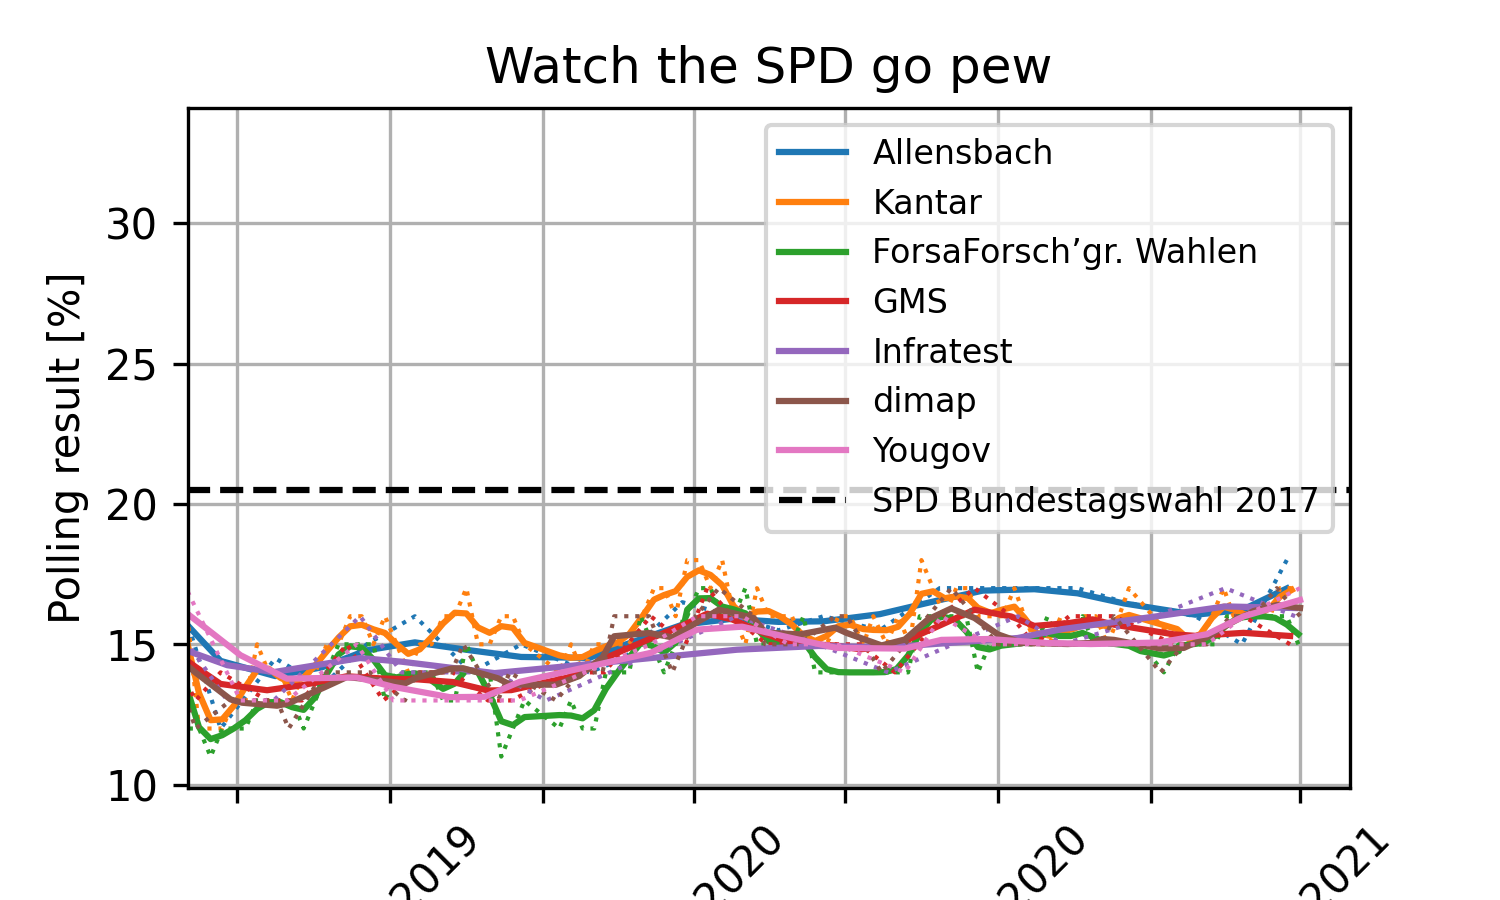 Watch the SPD go pew
Allensbach
Kantar
ForsaForsch’gr. Wahlen
GMS
Infratest
dimap
Yougov
SPD Bundestagswahl 2017
Polling result [%]
30
25
20
15
10
2019
2020
2020
2021